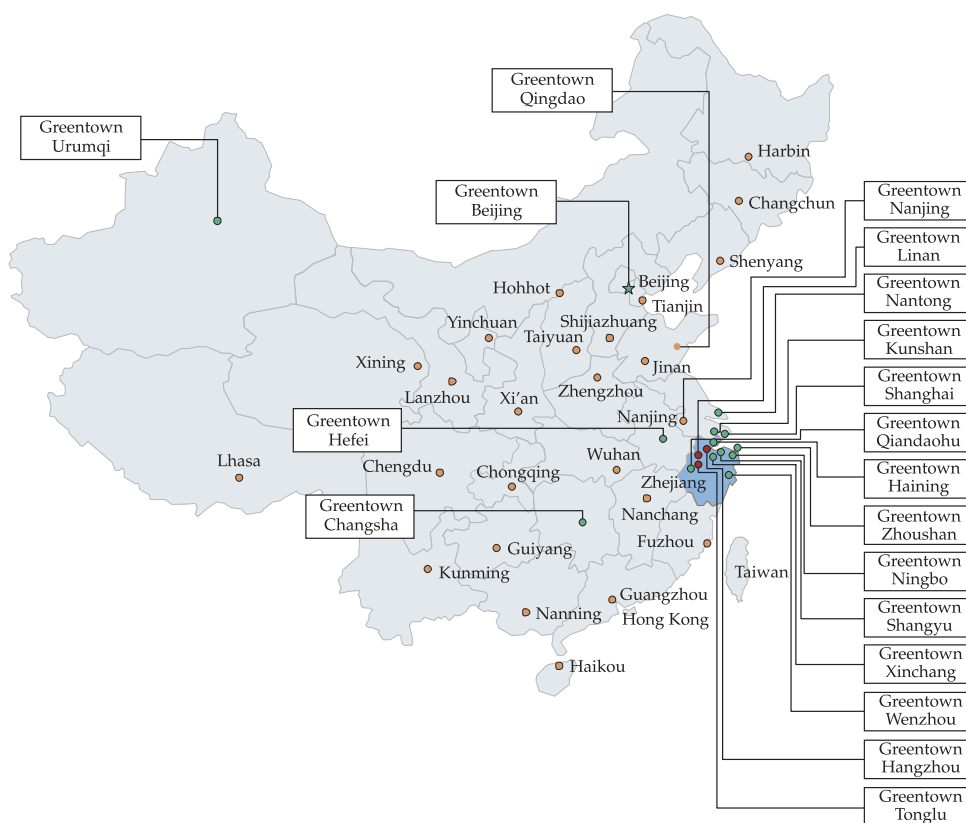 Greentown
Qingdao
Greentown
Urumqi
Harbin
Greentown
Beijing
Greentown
Nanjing
Changchun
Greentown
Linan
Shenyang
Beijing
Hohhot
Tianjin
Greentown
Nantong
Yinchuan
Shijiazhuang
Taiyuan
Greentown
Kunshan
Xining
Jinan
Lanzhou
Zhengzhou
Xi'an
Greentown
Shanghai
Nanjing
Greentown
Hefei
Greentown
Qiandaohu
Lhasa
Chengdu
Chongqing
Wuhan
Zhejiang
Greentown
Haining
Greentown
Changsha
Nanchang
Greentown
Zhoushan
Guiyang
Fuzhou
Kunming
Taiwan
Greentown
Ningbo
Guangzhou
Nanning
Hong Kong
Greentown
Shangyu
Haikou
Greentown
Xinchang
Greentown
Wenzhou
Greentown
Hangzhou
Greentown
Tonglu